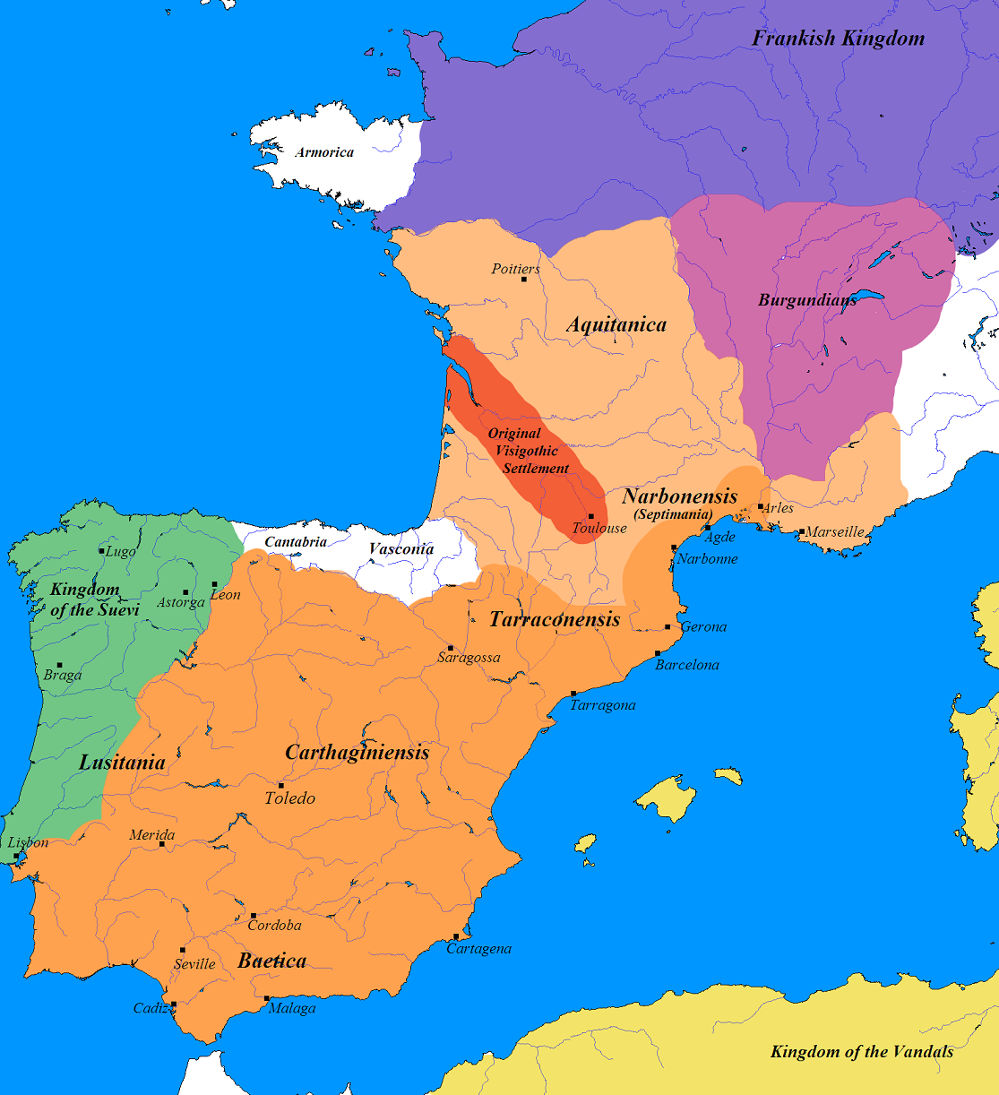 Frankish Kingdom
Armorica
Poitiers
Burgundians
Aquitanica
Original
Visigothic
Settlement
Narbonensis
(Septimania)
Arles
Toulouse
Agde
Marseille
Narbonne
Cantabria
Vasconia
Lugo
Kingdom
of the Suevi
Astorga
Leon
Tarraconensis
Gerona
Saragossa
Barcelona
Braga
Tarragona
Carthaginiensis
Lusitania
Toledo
Merida
Lisbon
Cordoba
Cartagena
Seville
Baetica
Cadiz
Malaga
Kingdom of the Vandals